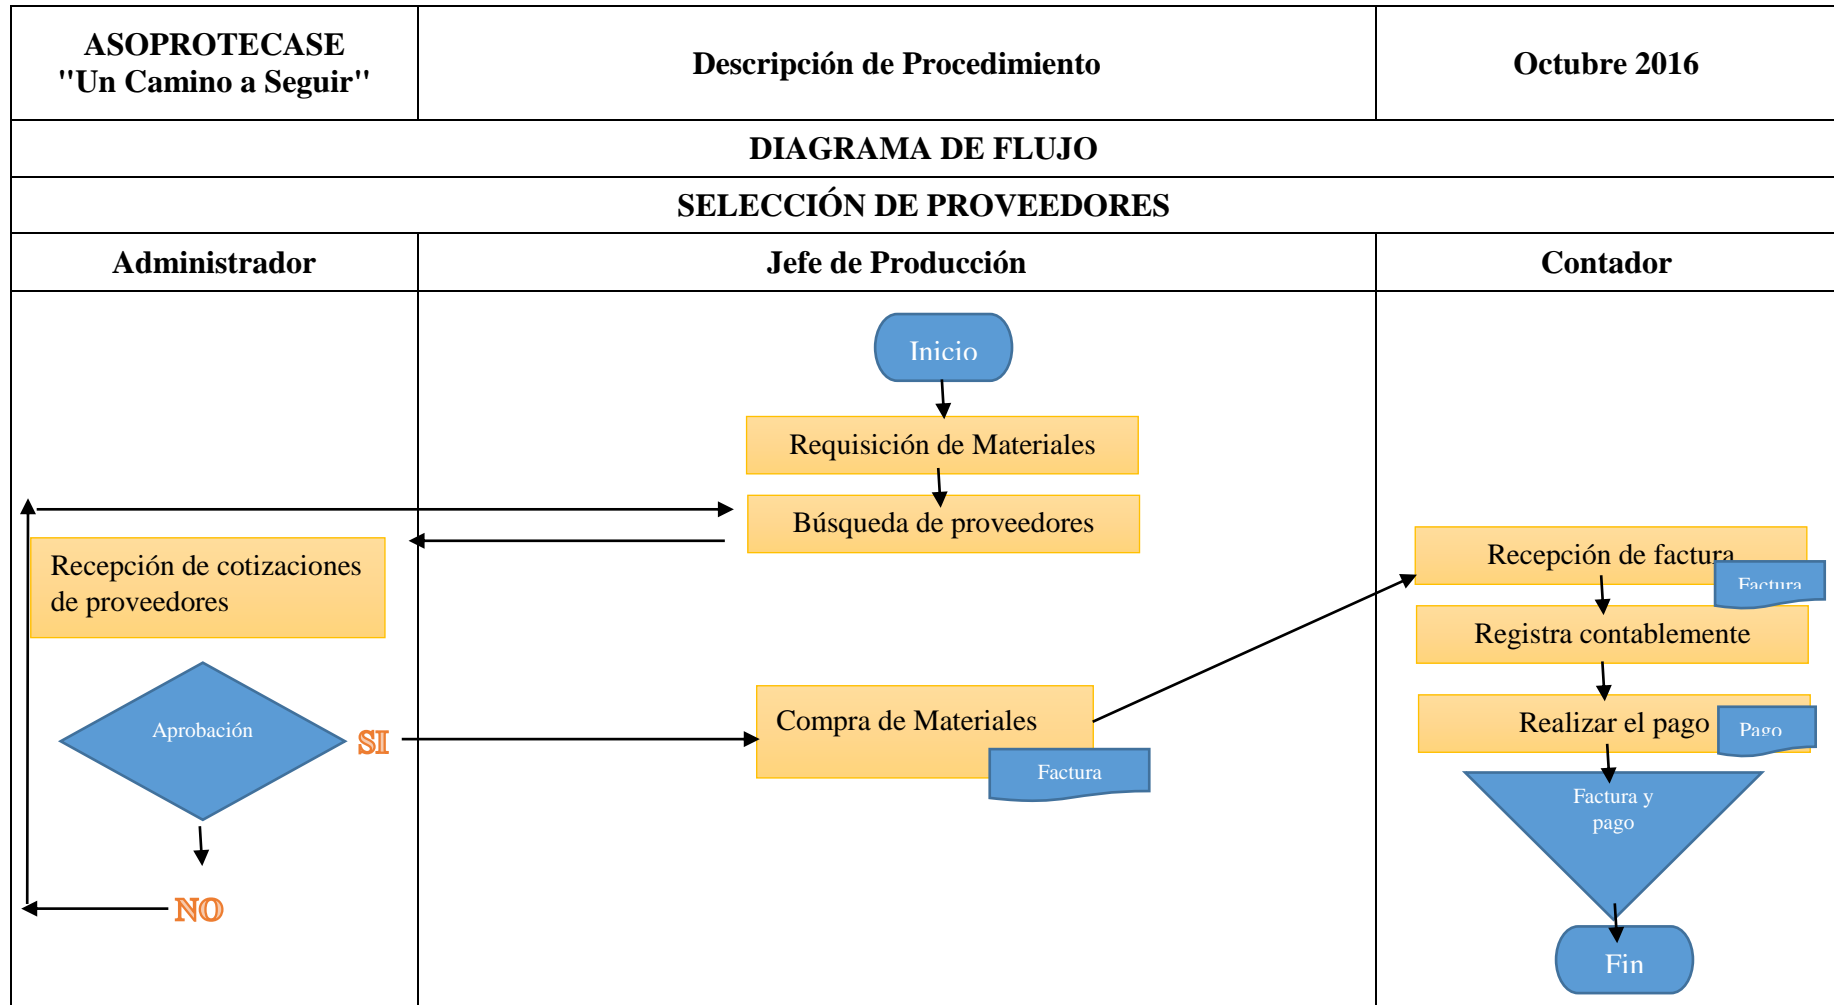 ASOPROTECASE
"Un Camino a Seguir"
Descripción de Procedimiento
Octubre 2016
DIAGRAMA DE FLUJO
SELECCIÓN DE PROVEEDORES
Administrador
Jefe de Producción
Contador
Inicio
Requisición de Materiales
Búsqueda de proveedores
Recepción de cotizaciones
de proveedores
Aprobación
SI
NO
Compra de Materiales
Factura
Recepción de factura
Factura
Registra contablemente
Realizar el pago
Pago
Factura y
pago
Fin